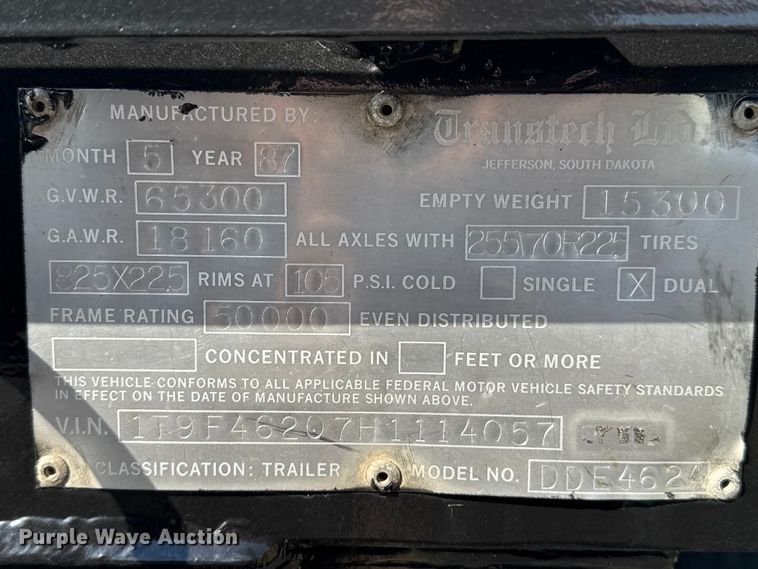 MANUFACTURED BY: Transtech Ltd.
JEFFERSON, SOUTH DAKOTA
MONTH 5 YEAR 87
G.V.W.R. 65300 EMPTY WEIGHT 15300
G.A.W.R. 18160 ALL AXLES WITH 255\70R225 TIRES
825X22.5 RIMS AT 105 P.S.I. COLD SINGLE X DUAL
FRAME RATING 50000 EVEN DISTRIBUTED
CONCENTRATED IN FEET OR MORE
THIS VEHICLE CONFORMS TO ALL APPLICABLE FEDERAL MOTOR VEHICLE SAFETY STANDARDS
IN EFFECT ON THE DATE OF MANUFACTURE SHOWN ABOVE.
V.I.N. 1T9F46207H1114057
CLASSIFICATION: TRAILER MODEL NO. DDE4624
Purple Wave Auction